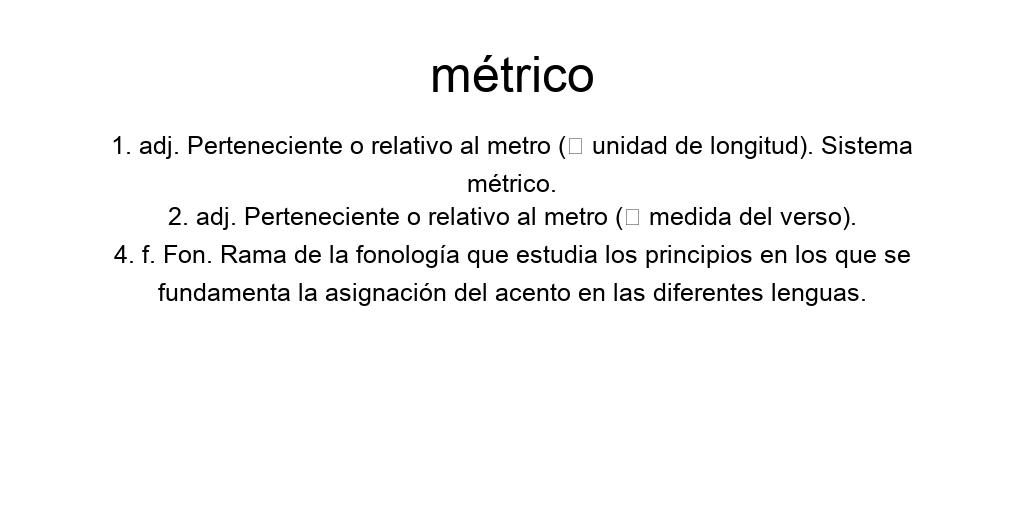 métrico
1. adj. Perteneciente o relativo al metro (□ unidad de longitud). Sistema
métrico.
2. adj. Perteneciente o relativo al metro (□ medida del verso).
4. f. Fon. Rama de la fonología que estudia los principios en los que se
fundamenta la asignación del acento en las diferentes lenguas.